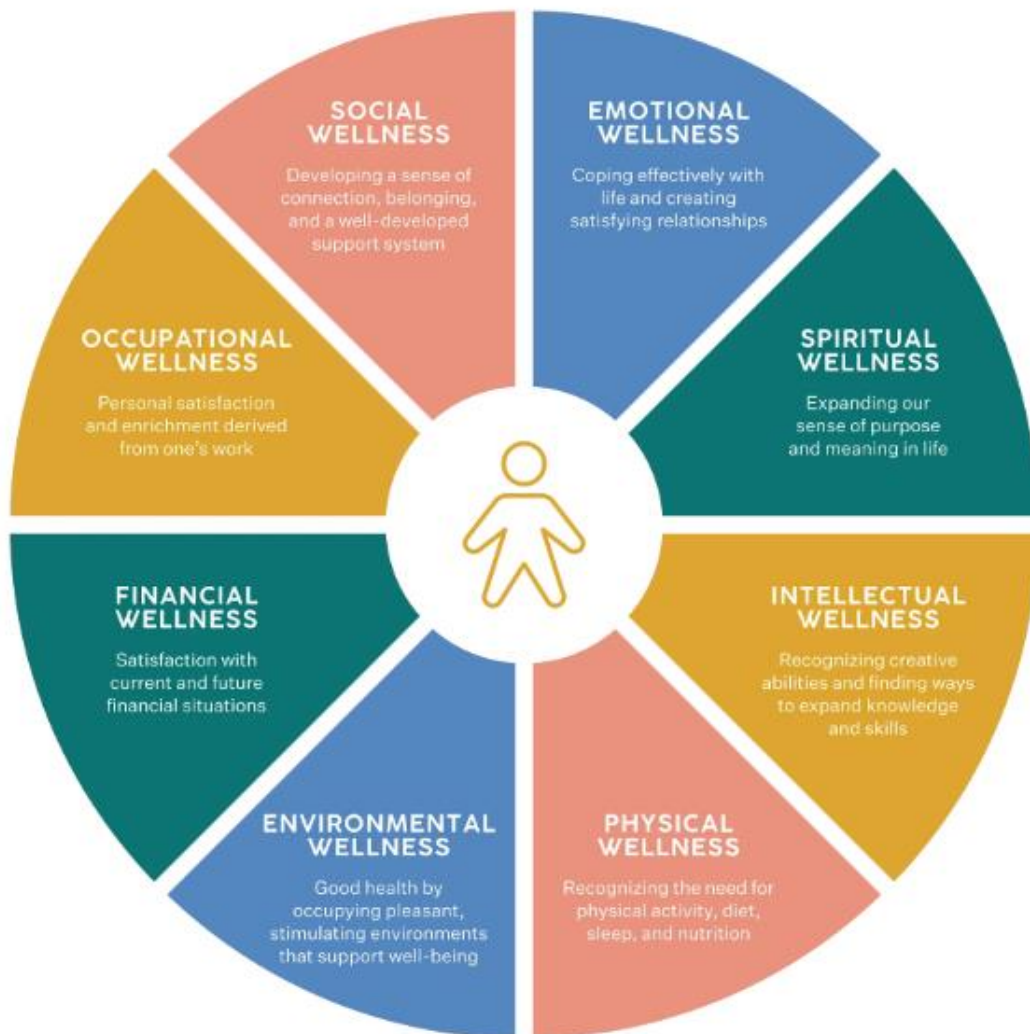 SOCIAL
WELLNESS
Developing a sense of
connection, belonging,
and a well-developed
support system
EMOTIONAL
WELLNESS
Coping effectively with
life and creating
satisfying relationships
SPIRITUAL
WELLNESS
Expanding our
sense of purpose
and meaning in life
INTELLECTUAL
WELLNESS
Recognizing creative
abilities and finding ways
to expand knowledge
and skills
PHYSICAL
WELLNESS
Recognizing the need for
physical activity, diet,
sleep, and nutrition
ENVIRONMENTAL
WELLNESS
Good health by
occupying pleasant,
stimulating environments
that support well-being
FINANCIAL
WELLNESS
Satisfaction with
current and future
financial situations
OCCUPATIONAL
WELLNESS
Personal satisfaction
and enrichment derived
from one's work